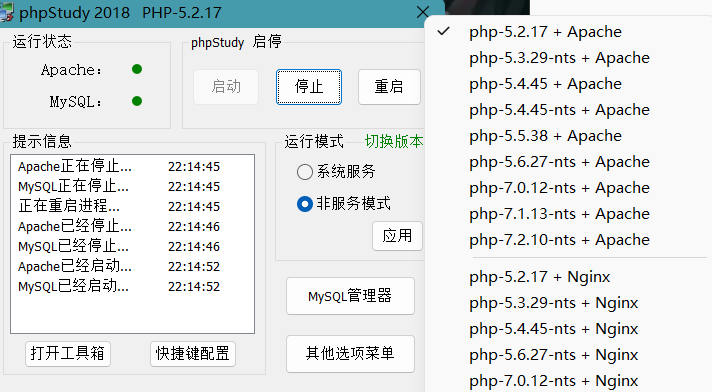 phpStudy 2018 PHP-5.2.17
运行状态
Apache:
MySQL:
phpStudy 启停
启动
停止
重启
提示信息
Apache正在停止... 22:14:45
MySQL正在停止... 22:14:45
正在重启进程... 22:14:45
Apache已经停止... 22:14:46
MySQL已经停止... 22:14:46
Apache已经启动... 22:14:52
MySQL已经启动... 22:14:52
打开工具箱
快捷键配置
运行模式 切换版本
系统服务
非服务模式
应用
MySQL管理器
其他选项菜单
php-5.2.17 + Apache
php-5.3.29-nts + Apache
php-5.4.45 + Apache
php-5.4.45-nts + Apache
php-5.5.38 + Apache
php-5.6.27-nts + Apache
php-7.0.12-nts + Apache
php-7.1.13-nts + Apache
php-7.2.10-nts + Apache
php-5.2.17 + Nginx
php-5.3.29-nts + Nginx
php-5.4.45-nts + Nginx
php-5.6.27-nts + Nginx
php-7.0.12-nts + Nginx